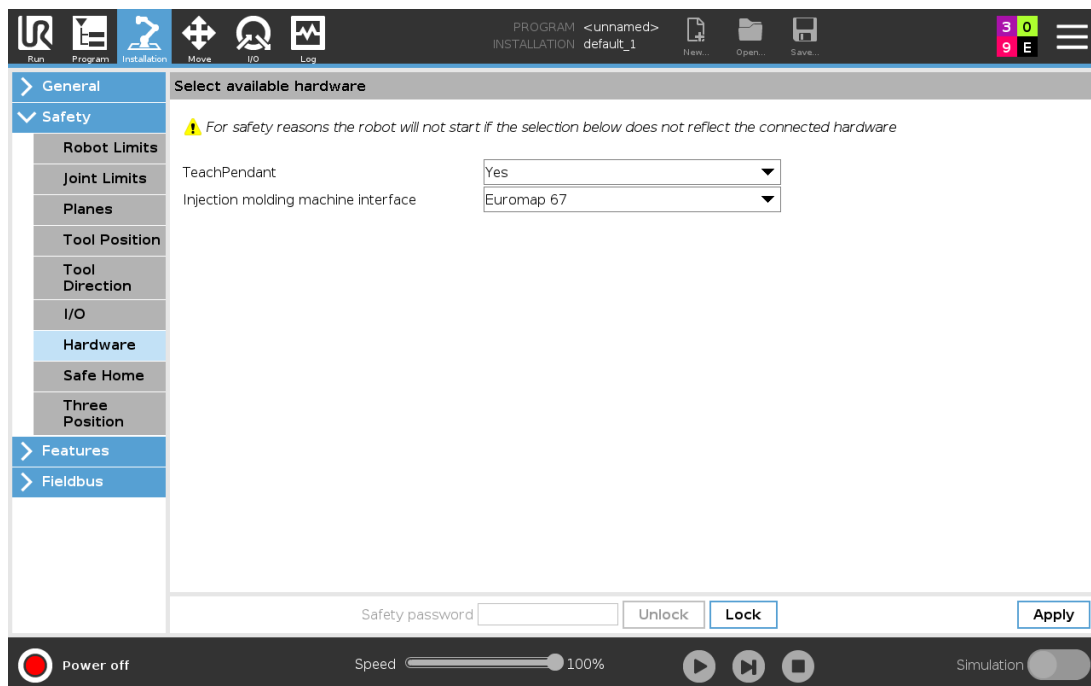 UR
Run
Program
Installation
Move
I/O
Log
PROGRAM <unnamed>
INSTALLATION default_1
New...
Open...
Save...
3 0
9 E
General
Safety
Robot Limits
Joint Limits
Planes
Tool Position
Tool
Direction
I/O
Hardware
Safe Home
Three
Position
Features
Fieldbus
Select available hardware
For safety reasons the robot will not start if the selection below does not reflect the connected hardware
TeachPendant Yes
Injection molding machine interface Euromap 67
Safety password Unlock Lock Apply
Power off Speed 100% Simulation